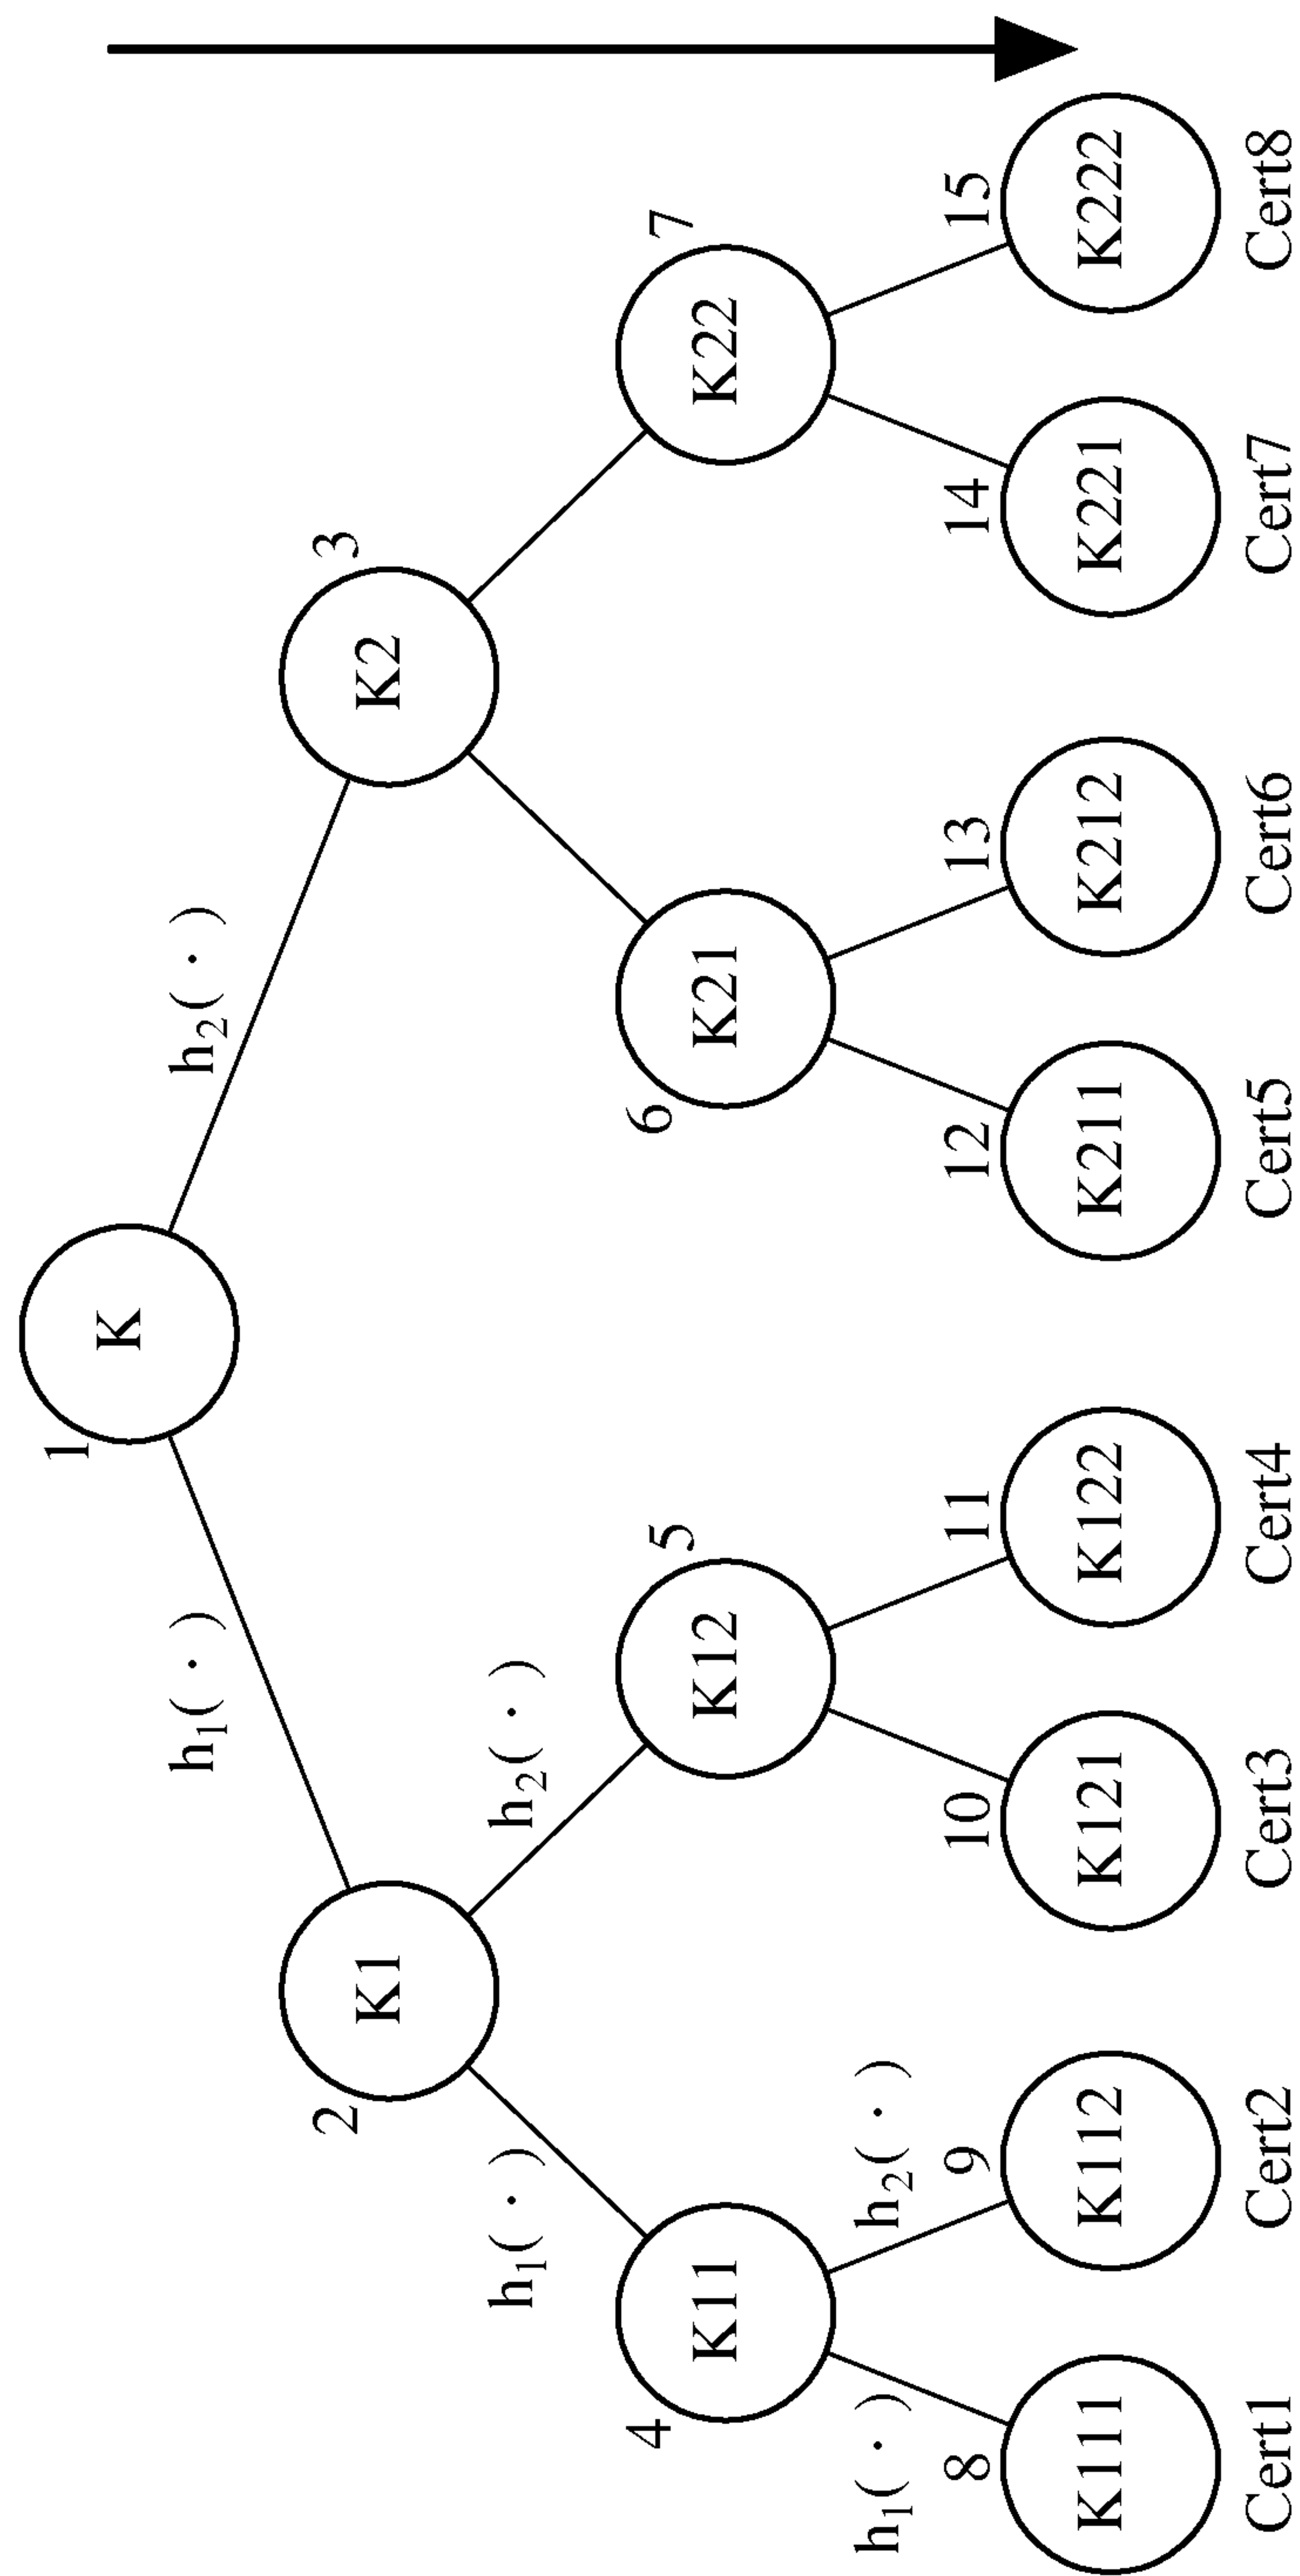 1
K
h₁(·)
h₂(·)
2
K1
3
K2
h₁(·)
h₂(·)
4
K11
5
K12
6
K21
7
K22
h₁(·)
h₂(·)
8
K111
9
K112
10
K121
11
K122
12
K211
13
K212
14
K221
15
K222
Cert1
Cert2
Cert3
Cert4
Cert5
Cert6
Cert7
Cert8